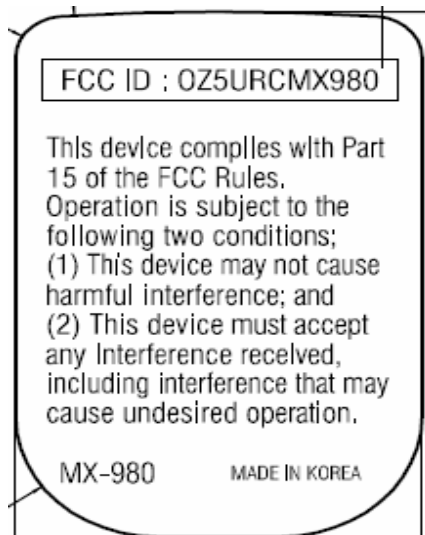 FCC ID : OZ5URCMX980
This device complies with Part
15 of the FCC Rules.
Operation is subject to the
following two conditions;
(1) This device may not cause
harmful interference; and
(2) This device must accept
any Interference received,
including interference that may
cause undesired operation.
MX-980 MADE IN KOREA